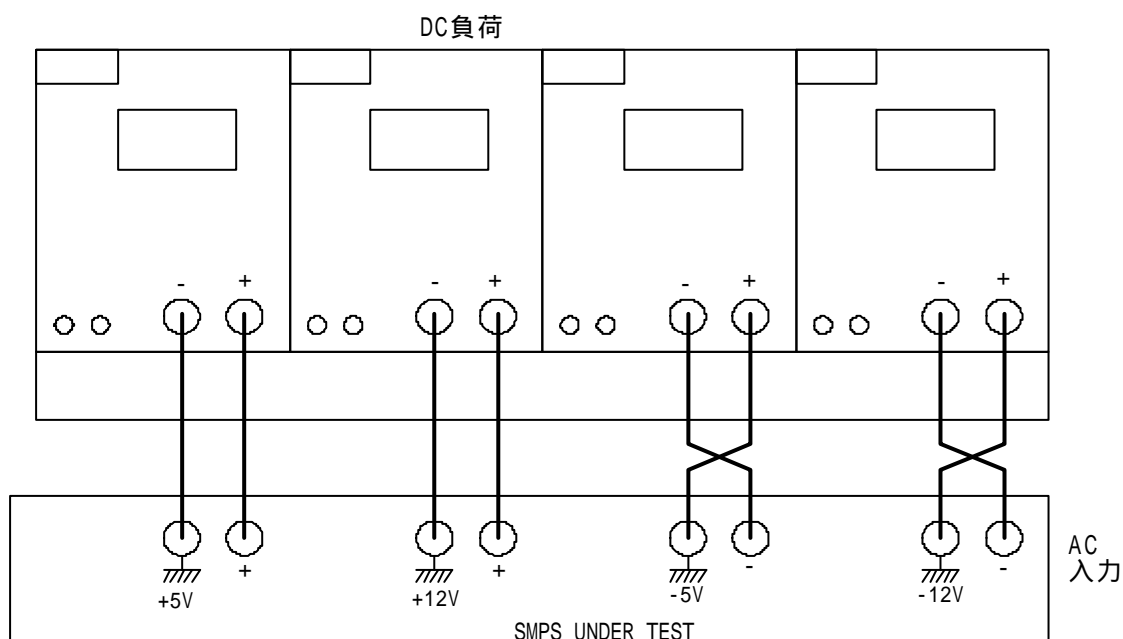 DC負荷
- + - + - + - +
+ + - -
+5V +12V -5V -12V
AC
入力
SMPS UNDER TEST